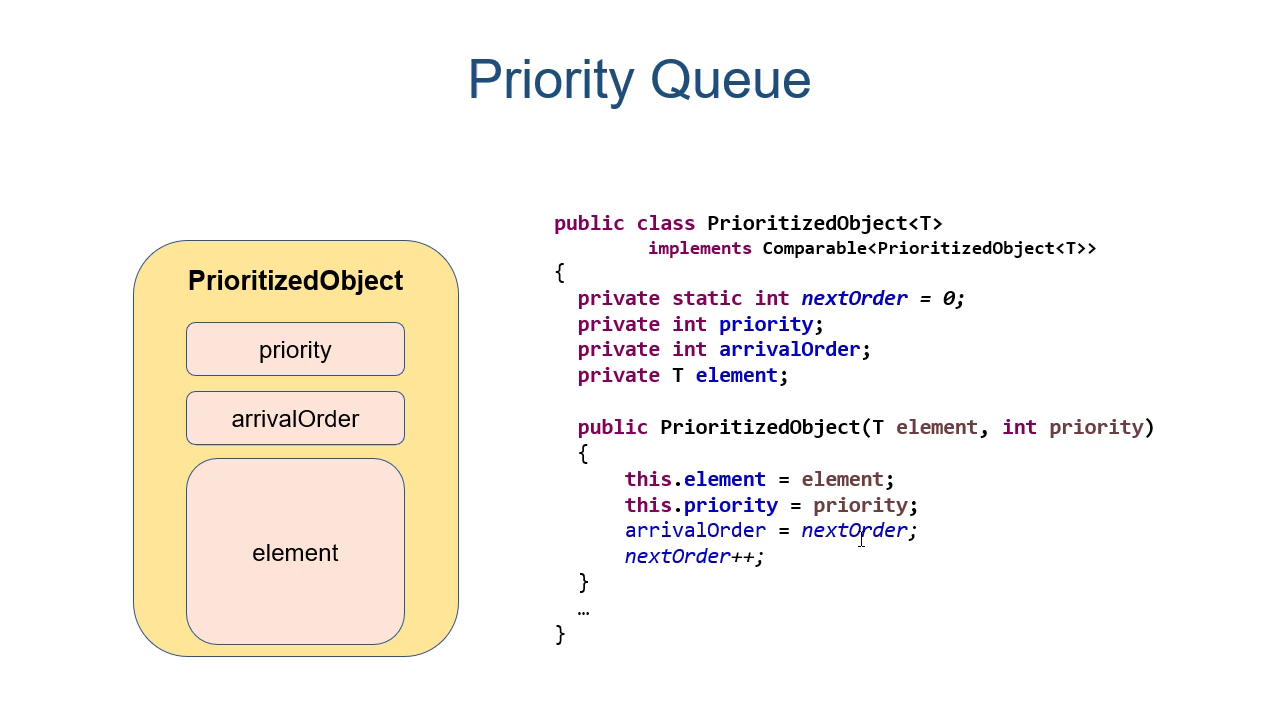 Priority Queue
PrioritizedObject
priority
arrivalOrder
element
public class PrioritizedObject<T>
implements Comparable<PrioritizedObject<T>>
{
private static int nextOrder = 0;
private int priority;
private int arrivalOrder;
private T element;
public PrioritizedObject(T element, int priority)
{
this.element = element;
this.priority = priority;
arrivalOrder = nextOrder;
nextOrder++;
}
…
}